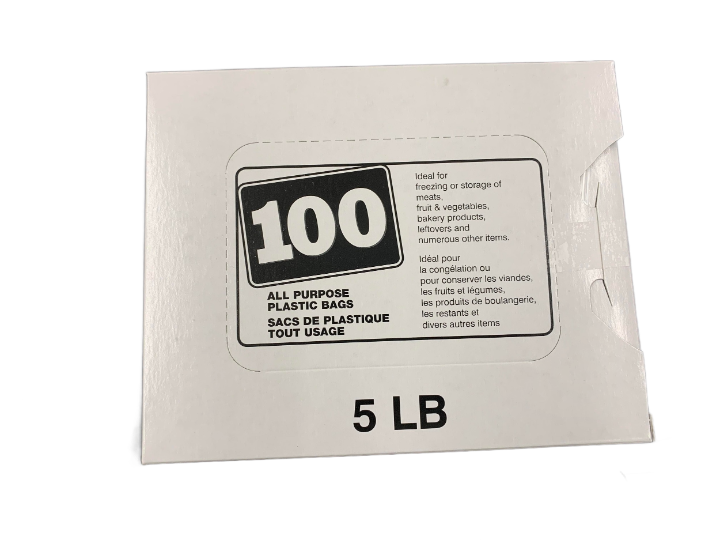 100
ALL PURPOSE
PLASTIC BAGS
SACS DE PLASTIQUE
TOUT USAGE
Ideal for
freezing or storage of
meats,
fruit & vegetables,
bakery products,
leftovers and
numerous other items.
Idéal pour
la congélation ou
pour conserver les viandes,
les fruits et légumes,
les produits de boulangerie,
les restants et
divers autres items
5 LB